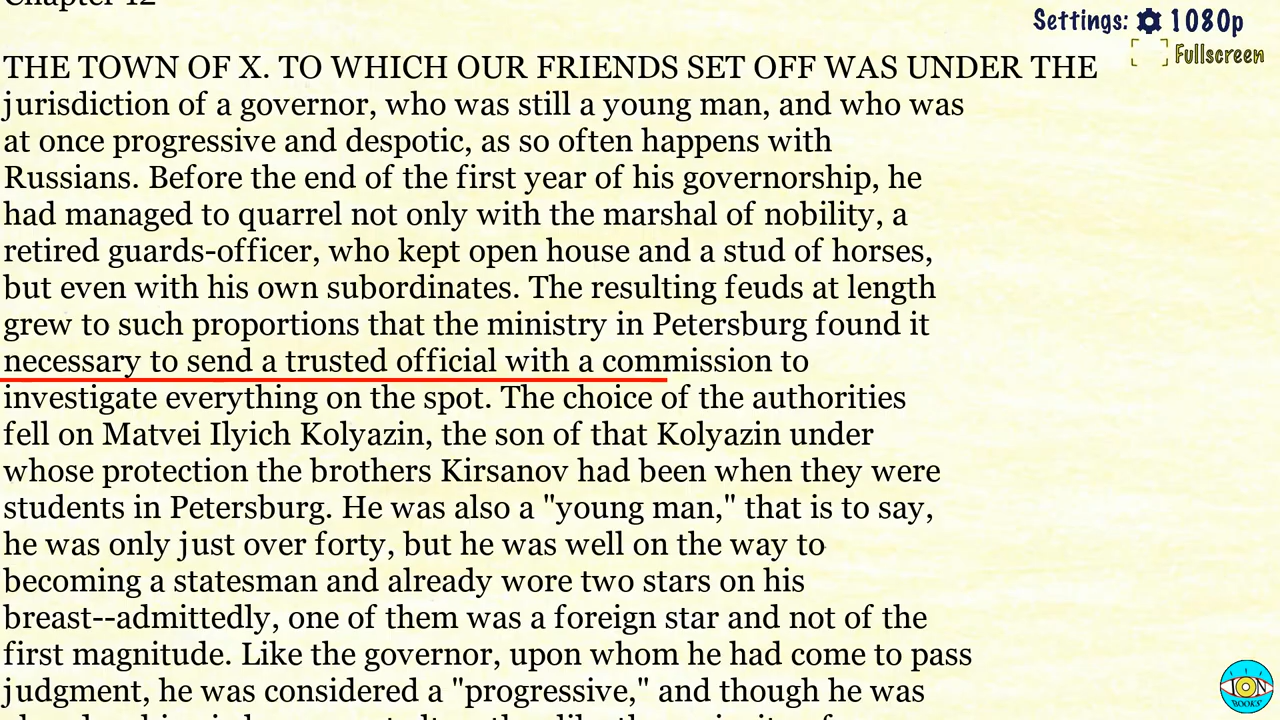 Chapter 12
Settings: 1080p
Fullscreen
THE TOWN OF X. TO WHICH OUR FRIENDS SET OFF WAS UNDER THE
jurisdiction of a governor, who was still a young man, and who was
at once progressive and despotic, as so often happens with
Russians. Before the end of the first year of his governorship, he
had managed to quarrel not only with the marshal of nobility, a
retired guards-officer, who kept open house and a stud of horses,
but even with his own subordinates. The resulting feuds at length
grew to such proportions that the ministry in Petersburg found it
necessary to send a trusted official with a commission to
investigate everything on the spot. The choice of the authorities
fell on Matvei Ilyich Kolyazin, the son of that Kolyazin under
whose protection the brothers Kirsanov had been when they were
students in Petersburg. He was also a "young man," that is to say,
he was only just over forty, but he was well on the way to
becoming a statesman and already wore two stars on his
breast--admittedly, one of them was a foreign star and not of the
first magnitude. Like the governor, upon whom he had come to pass
judgment, he was considered a "progressive," and though he was
ION
BOOKS